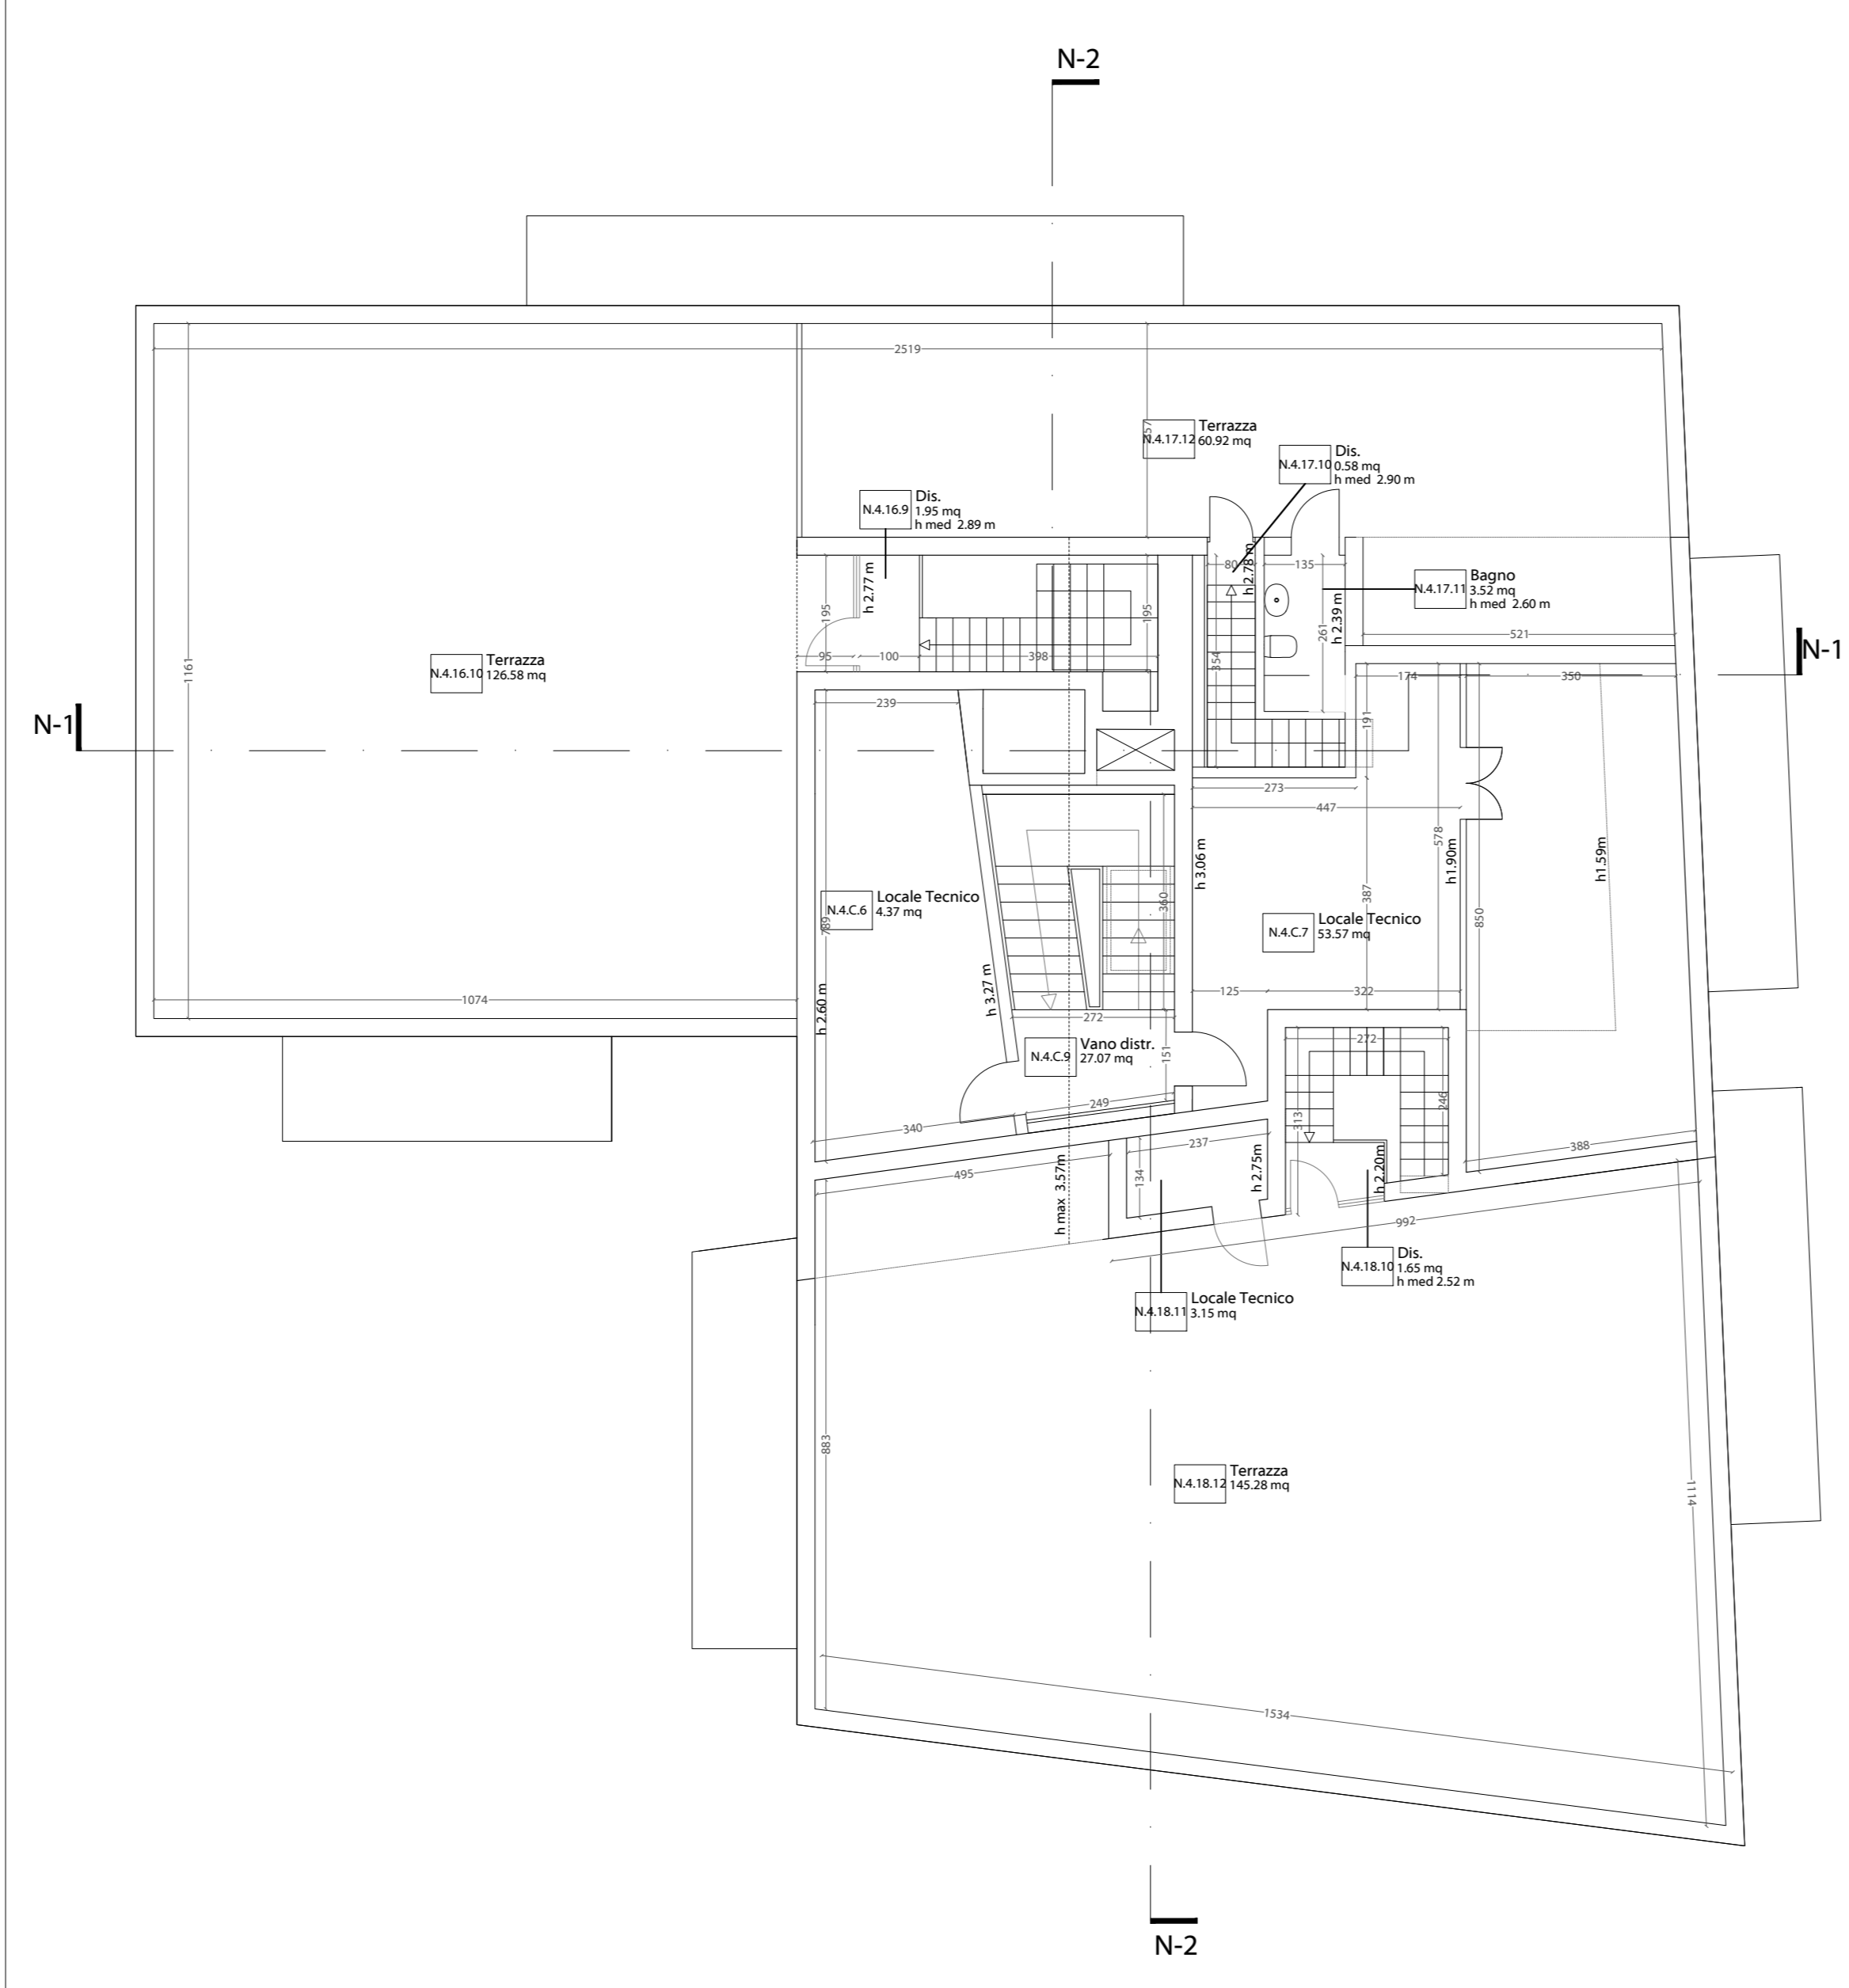 N-2
2519
N.4.17.12
Terrazza
60.92 mq
N.4.17.10
Dis.
0.58 mq
h med 2.90 m
N.4.16.9
Dis.
1.95 mq
h med 2.89 m
h 2.77 m
195
195
95
100
398
80
h 2.78 m
135
h 2.39 m
261
354
N.4.17.11
Bagno
3.52 mq
h med 2.60 m
521
N-1
N.4.16.10
Terrazza
126.58 mq
1161
N-1
239
174
350
191
273
447
578
h 3.06 m
h1.90m
h1.59m
387
850
360
N.4.C.6
Locale Tecnico
4.37 mq
789
N.4.C.7
Locale Tecnico
53.57 mq
h 3.27 m
h 2.60 m
1074
125
322
272
272
N.4.C.9
Vano distr.
27.07 mq
151
249
340
313
246
237
388
495
134
h 2.75m
h 2.20m
h max 3.57m
992
N.4.18.10
Dis.
1.65 mq
h med 2.52 m
N.4.18.11
Locale Tecnico
3.15 mq
883
N.4.18.12
Terrazza
145.28 mq
1114
1534
N-2